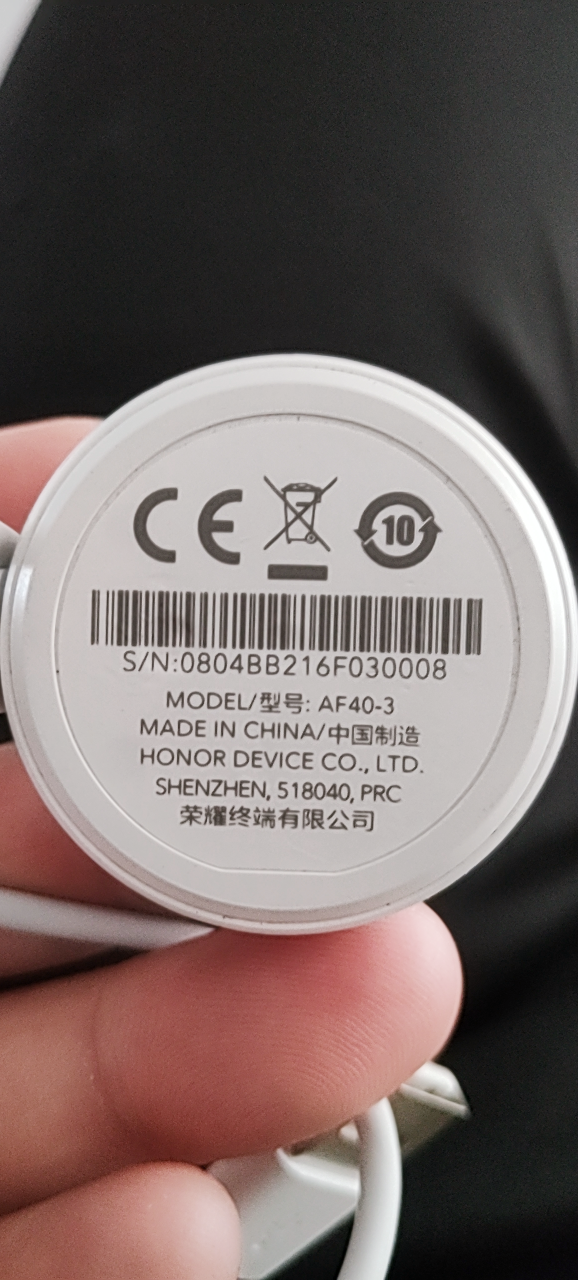 CE
10
S/N:0804BB216F030008
MODEL/型号: AF40-3
MADE IN CHINA/中国制造
HONOR DEVICE CO., LTD.
SHENZHEN, 518040, PRC
荣耀终端有限公司